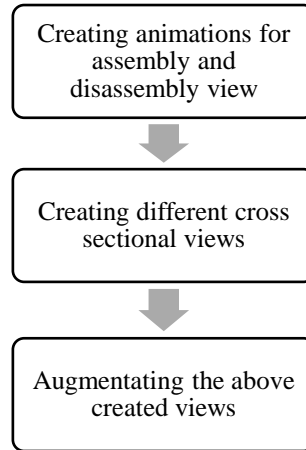 Creating animations for
assembly and
disassembly view
Creating different cross
sectional views
Augmentating the above
created views